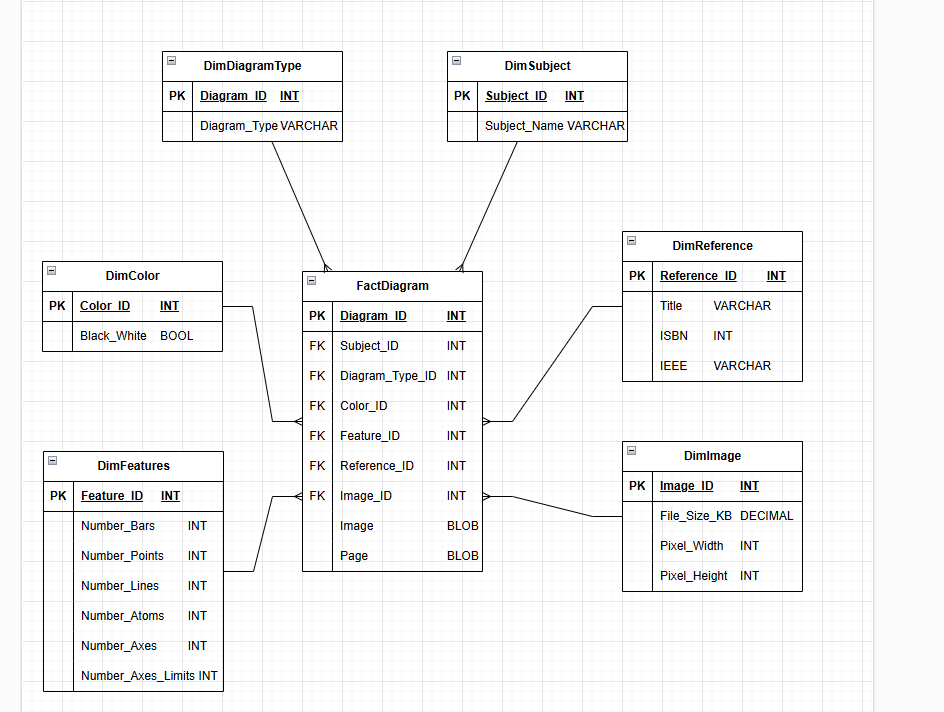 DimDiagramType
PK Diagram_ID INT
Diagram_Type VARCHAR
DimSubject
PK Subject_ID INT
Subject_Name VARCHAR
DimColor
PK Color_ID INT
Black_White BOOL
FactDiagram
PK Diagram_ID INT
FK Subject_ID INT
FK Diagram_Type_ID INT
FK Color_ID INT
FK Feature_ID INT
FK Reference_ID INT
FK Image_ID INT
Image BLOB
Page BLOB
DimReference
PK Reference_ID INT
Title VARCHAR
ISBN INT
IEEE VARCHAR
DimFeatures
PK Feature_ID INT
Number_Bars INT
Number_Points INT
Number_Lines INT
Number_Atoms INT
Number_Axes INT
Number_Axes_Limits INT
DimImage
PK Image_ID INT
File_Size_KB DECIMAL
Pixel_Width INT
Pixel_Height INT